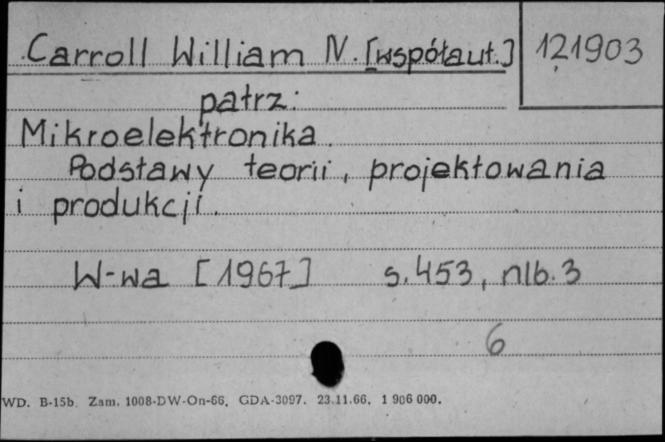 Carroll William N. [współaut.]
121903
patrz:
Mikroelektronika.
Podstawy teorii, projektowania
i produkcji.
W-wa [1967] s. 453, nlb. 3
6
WD. B-15b. Zam. 1008-DW-On-66. GDA-3097. 23.11.66. 1 906 000.